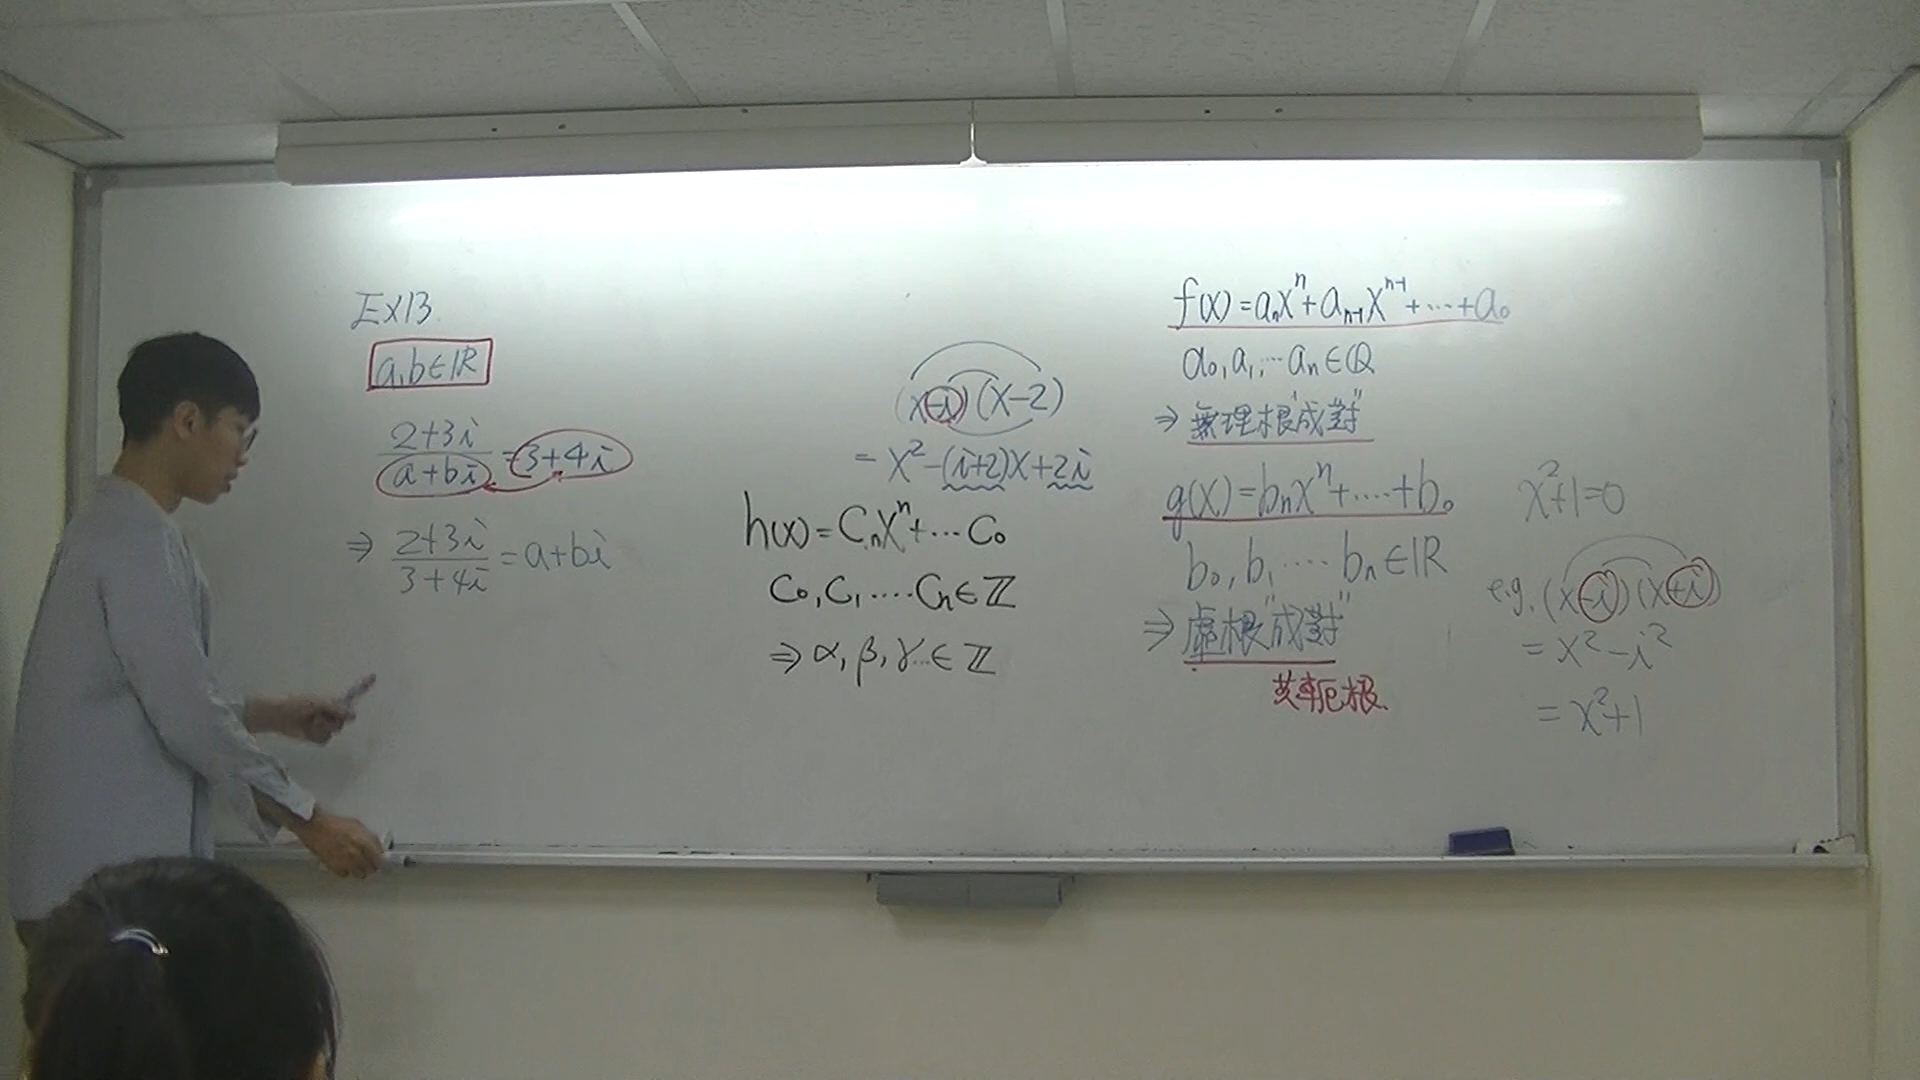 Ex13.
a,b∈ℝ
(2+3i)/(a+bi) = 3+4i
⇒ (2+3i)/(3+4i) = a+bi
(x-i)(x-2)
= x²-(i+2)x+2i
h(x)=Cₙxⁿ+…C₀
C₀,C₁,….Cₙ∈ℤ
⇒ α,β,γ…∈ℤ
f(x)=aₙxⁿ+aₙ₋₁xⁿ⁻¹+…+a₀
a₀,a₁,…aₙ∈ℚ
⇒ 無理根"成對"
g(x)=bₙxⁿ+….+b₀
b₀,b₁….bₙ∈ℝ
⇒ 虛根"成對"
共軛根
x²+1=0
e.g. (x-i)(x+i)
= x²-i²
= x²+1